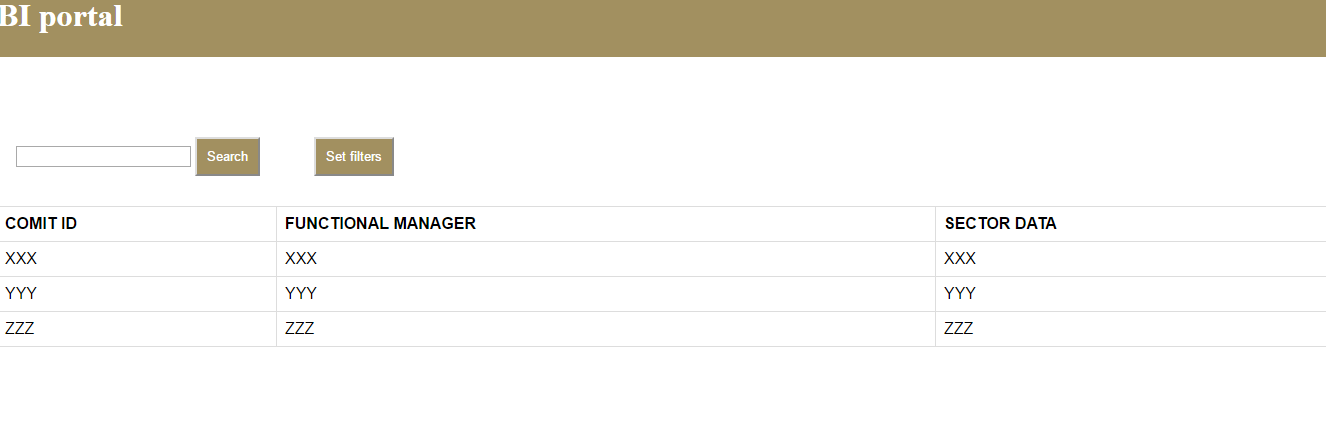 BI portal
Search Set filters
COMIT ID FUNCTIONAL MANAGER SECTOR DATA
XXX XXX XXX
YYY YYY YYY
ZZZ ZZZ ZZZ